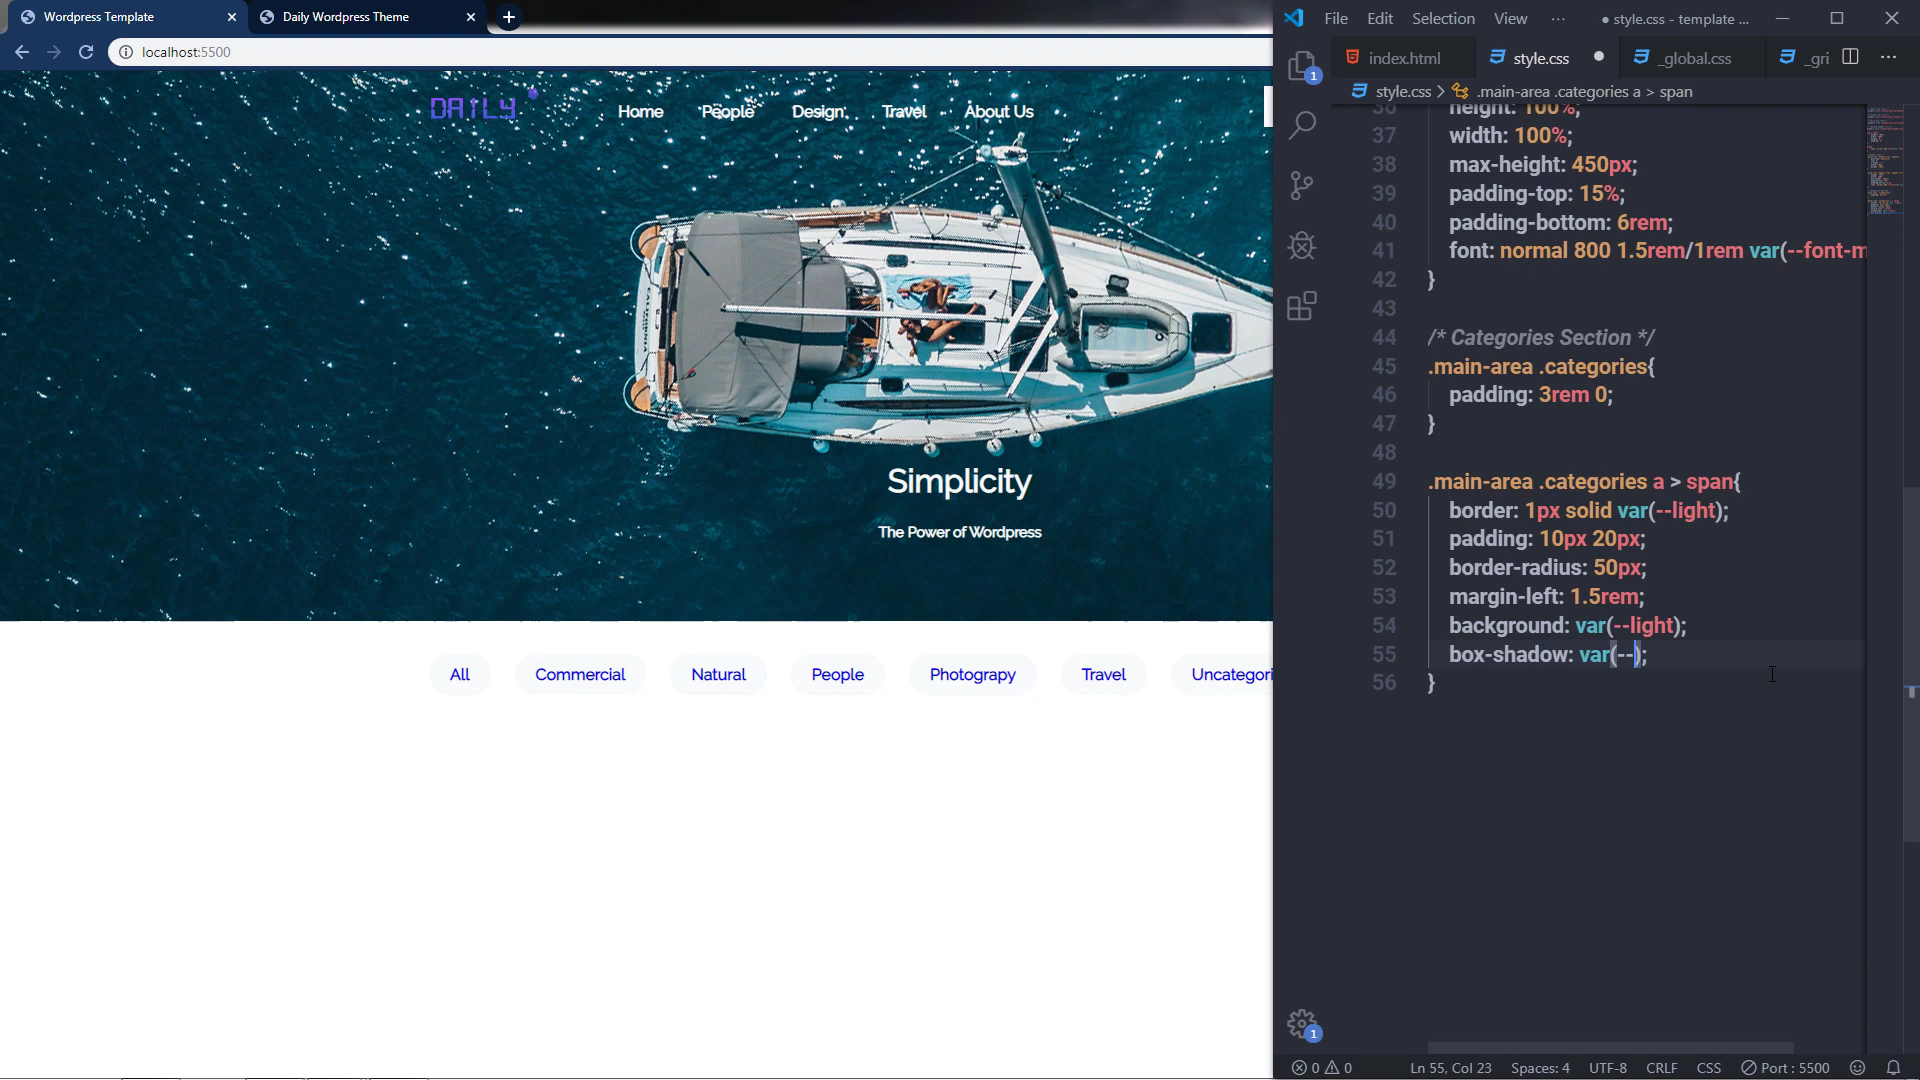 Wordpress Template
Daily Wordpress Theme
localhost:5500
DAILY
Home
People
Design
Travel
About Us
Simplicity
The Power of Wordpress
All
Commercial
Natural
People
Photograpy
Travel
Uncategori
File Edit Selection View ···
● style.css - template ...
index.html
style.css
_global.css
_gri
style.css > .main-area .categories a > span
36 height: 100%;
37 width: 100%;
38 max-height: 450px;
39 padding-top: 15%;
40 padding-bottom: 6rem;
41 font: normal 800 1.5rem/1rem var(--font-m
42 }
43
44 /* Categories Section */
45 .main-area .categories{
46 padding: 3rem 0;
47 }
48
49 .main-area .categories a > span{
50 border: 1px solid var(--light);
51 padding: 10px 20px;
52 border-radius: 50px;
53 margin-left: 1.5rem;
54 background: var(--light);
55 box-shadow: var(--);
56 }
1
1
0 0
Ln 55, Col 23
Spaces: 4
UTF-8
CRLF
CSS
Port : 5500